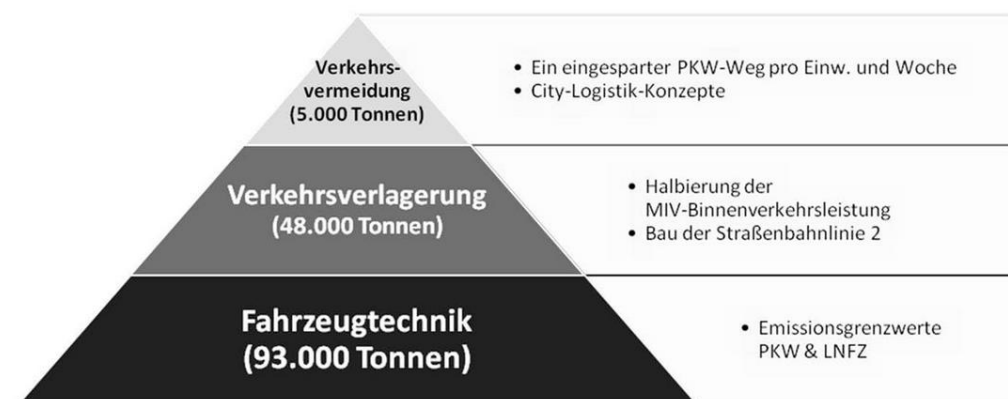 Verkehrs-
vermeidung
(5.000 Tonnen)
• Ein eingesparter PKW-Weg pro Einw. und Woche
• City-Logistik-Konzepte
Verkehrsverlagerung
(48.000 Tonnen)
• Halbierung der
MIV-Binnenverkehrsleistung
• Bau der Straßenbahnlinie 2
Fahrzeugtechnik
(93.000 Tonnen)
• Emissionsgrenzwerte
PKW & LNFZ